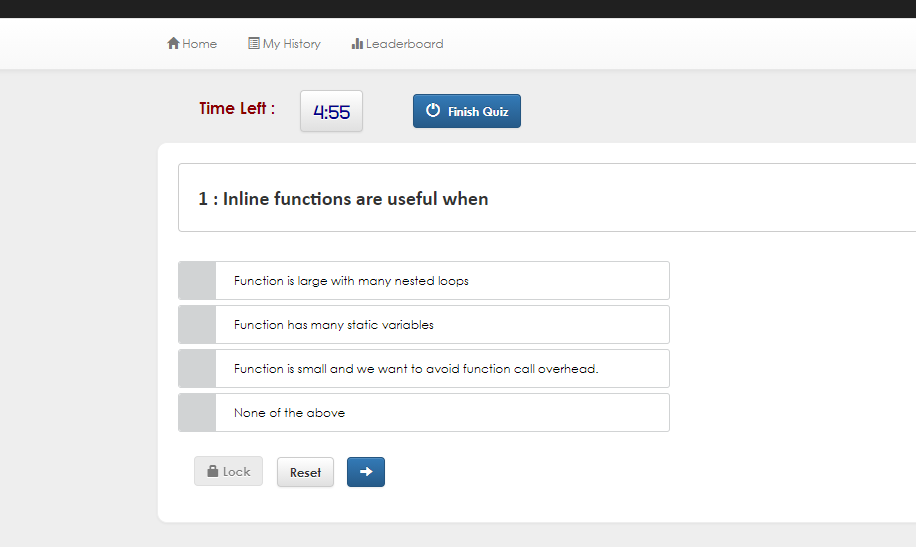 Home My History Leaderboard
Time Left : 4:55 Finish Quiz
1 : Inline functions are useful when
Function is large with many nested loops
Function has many static variables
Function is small and we want to avoid function call overhead.
None of the above
Lock Reset